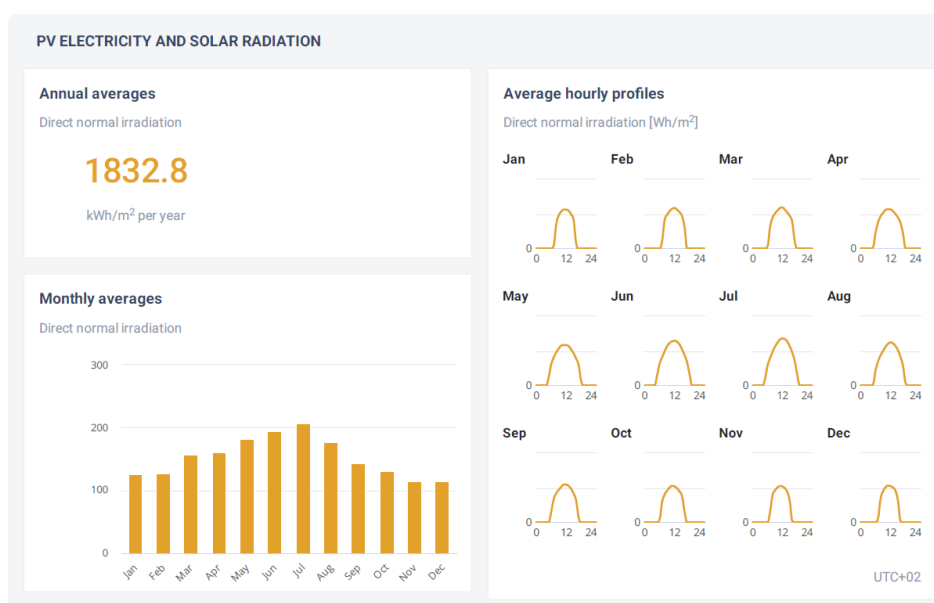 PV ELECTRICITY AND SOLAR RADIATION
Annual averages
Direct normal irradiation
1832.8
kWh/m² per year
Monthly averages
Direct normal irradiation
300
200
100
0
Jan Feb Mar Apr May Jun Jul Aug Sep Oct Nov Dec
Average hourly profiles
Direct normal irradiation [Wh/m²]
Jan Feb Mar Apr
0 0 0 0
0 12 24 0 12 24 0 12 24 0 12 24
May Jun Jul Aug
0 0 0 0
0 12 24 0 12 24 0 12 24 0 12 24
Sep Oct Nov Dec
0 0 0 0
0 12 24 0 12 24 0 12 24 0 12 24
UTC+02